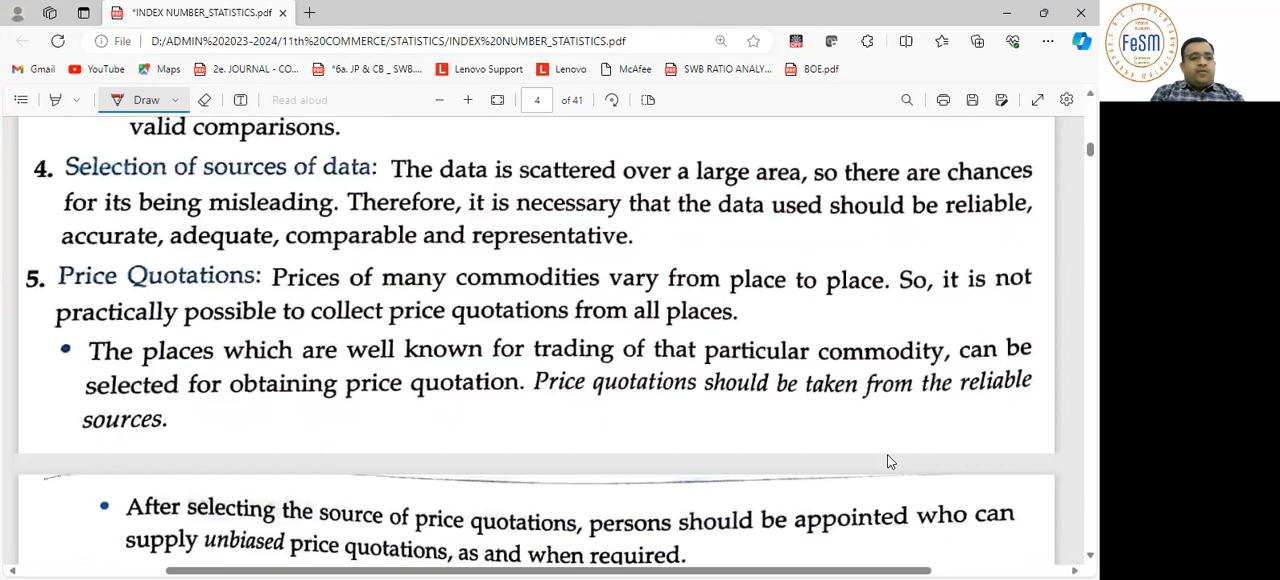 *INDEX NUMBER_STATISTICS.pdf
File D:/ADMIN%202023-2024/11th%20COMMERCE/STATISTICS/INDEX%20NUMBER_STATISTICS.pdf
Gmail YouTube Maps 2e. JOURNAL - CO... *6a. JP & CB _ SWB... Lenovo Support Lenovo McAfee SWB RATIO ANALY... BOE.pdf
Draw Read aloud 4 of 41
FeSM
valid comparisons.
4. Selection of sources of data: The data is scattered over a large area, so there are chances
for its being misleading. Therefore, it is necessary that the data used should be reliable,
accurate, adequate, comparable and representative.
5. Price Quotations: Prices of many commodities vary from place to place. So, it is not
practically possible to collect price quotations from all places.
• The places which are well known for trading of that particular commodity, can be
selected for obtaining price quotation. Price quotations should be taken from the reliable
sources.
• After selecting the source of price quotations, persons should be appointed who can
supply unbiased price quotations, as and when required.